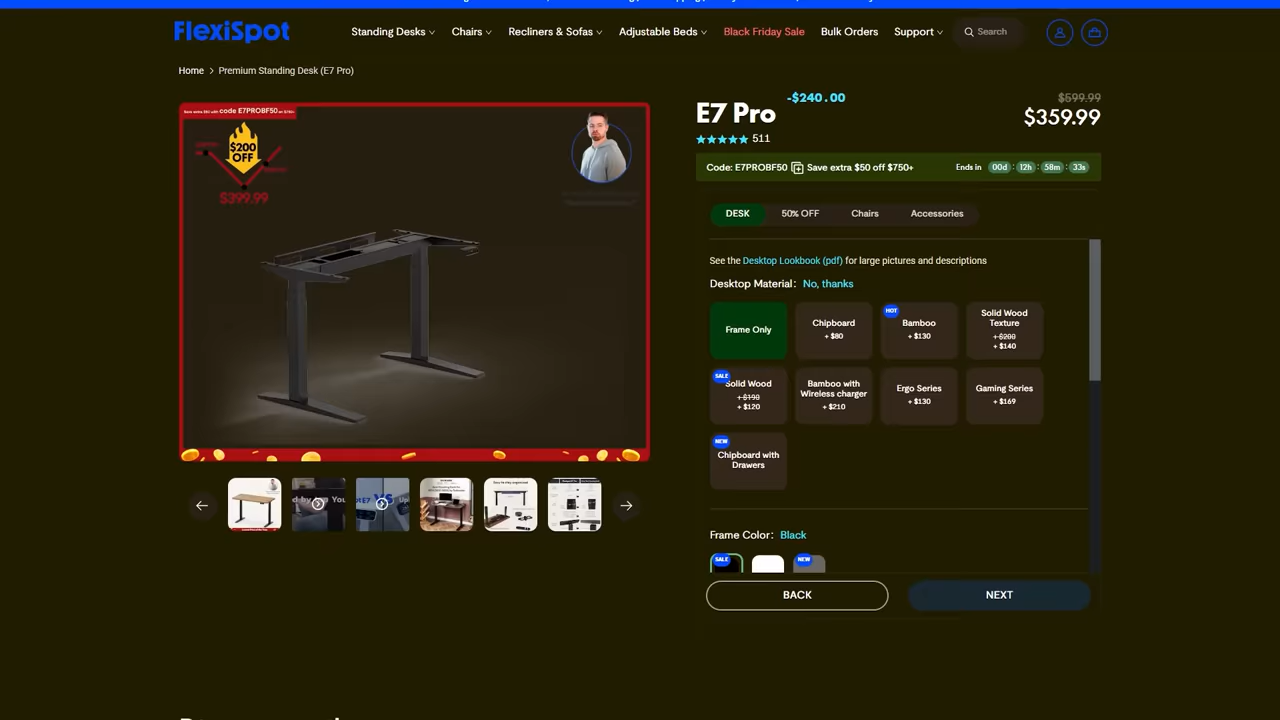 FlexiSpot
Standing Desks
Chairs
Recliners & Sofas
Adjustable Beds
Black Friday Sale
Bulk Orders
Support
Search
Home > Premium Standing Desk (E7 Pro)
code E7PROBF50
$200
OFF
$399.99
E7 Pro
-$240.00
$599.99
$359.99
511
Code: E7PROBF50 Save extra $50 off $750+
Ends in 00d : 12h : 58m : 33s
DESK
50% OFF
Chairs
Accessories
See the Desktop Lookbook (pdf) for large pictures and descriptions
Desktop Material: No, thanks
Frame Only
Chipboard
+ $80
HOT
Bamboo
+ $130
Solid Wood
Texture
+ $200
+ $140
SALE
Solid Wood
+ $190
+ $120
Bamboo with
Wireless charger
+ $210
Ergo Series
+ $130
Gaming Series
+ $169
NEW
Chipboard with
Drawers
Frame Color: Black
SALE
NEW
BACK
NEXT